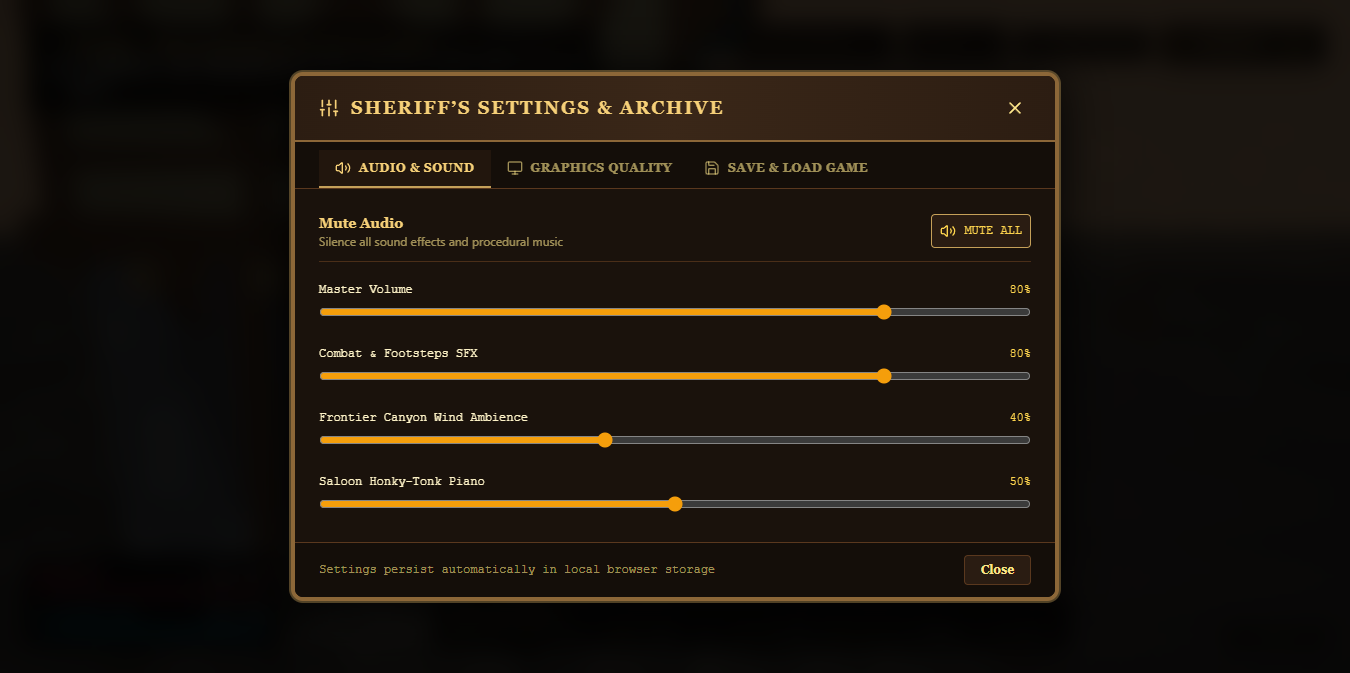 SHERIFF’S SETTINGS & ARCHIVE
AUDIO & SOUND
GRAPHICS QUALITY
SAVE & LOAD GAME
Mute Audio
Silence all sound effects and procedural music
MUTE ALL
Master Volume 80%
Combat & Footsteps SFX 80%
Frontier Canyon Wind Ambience 40%
Saloon Honky-Tonk Piano 50%
Settings persist automatically in local browser storage
Close